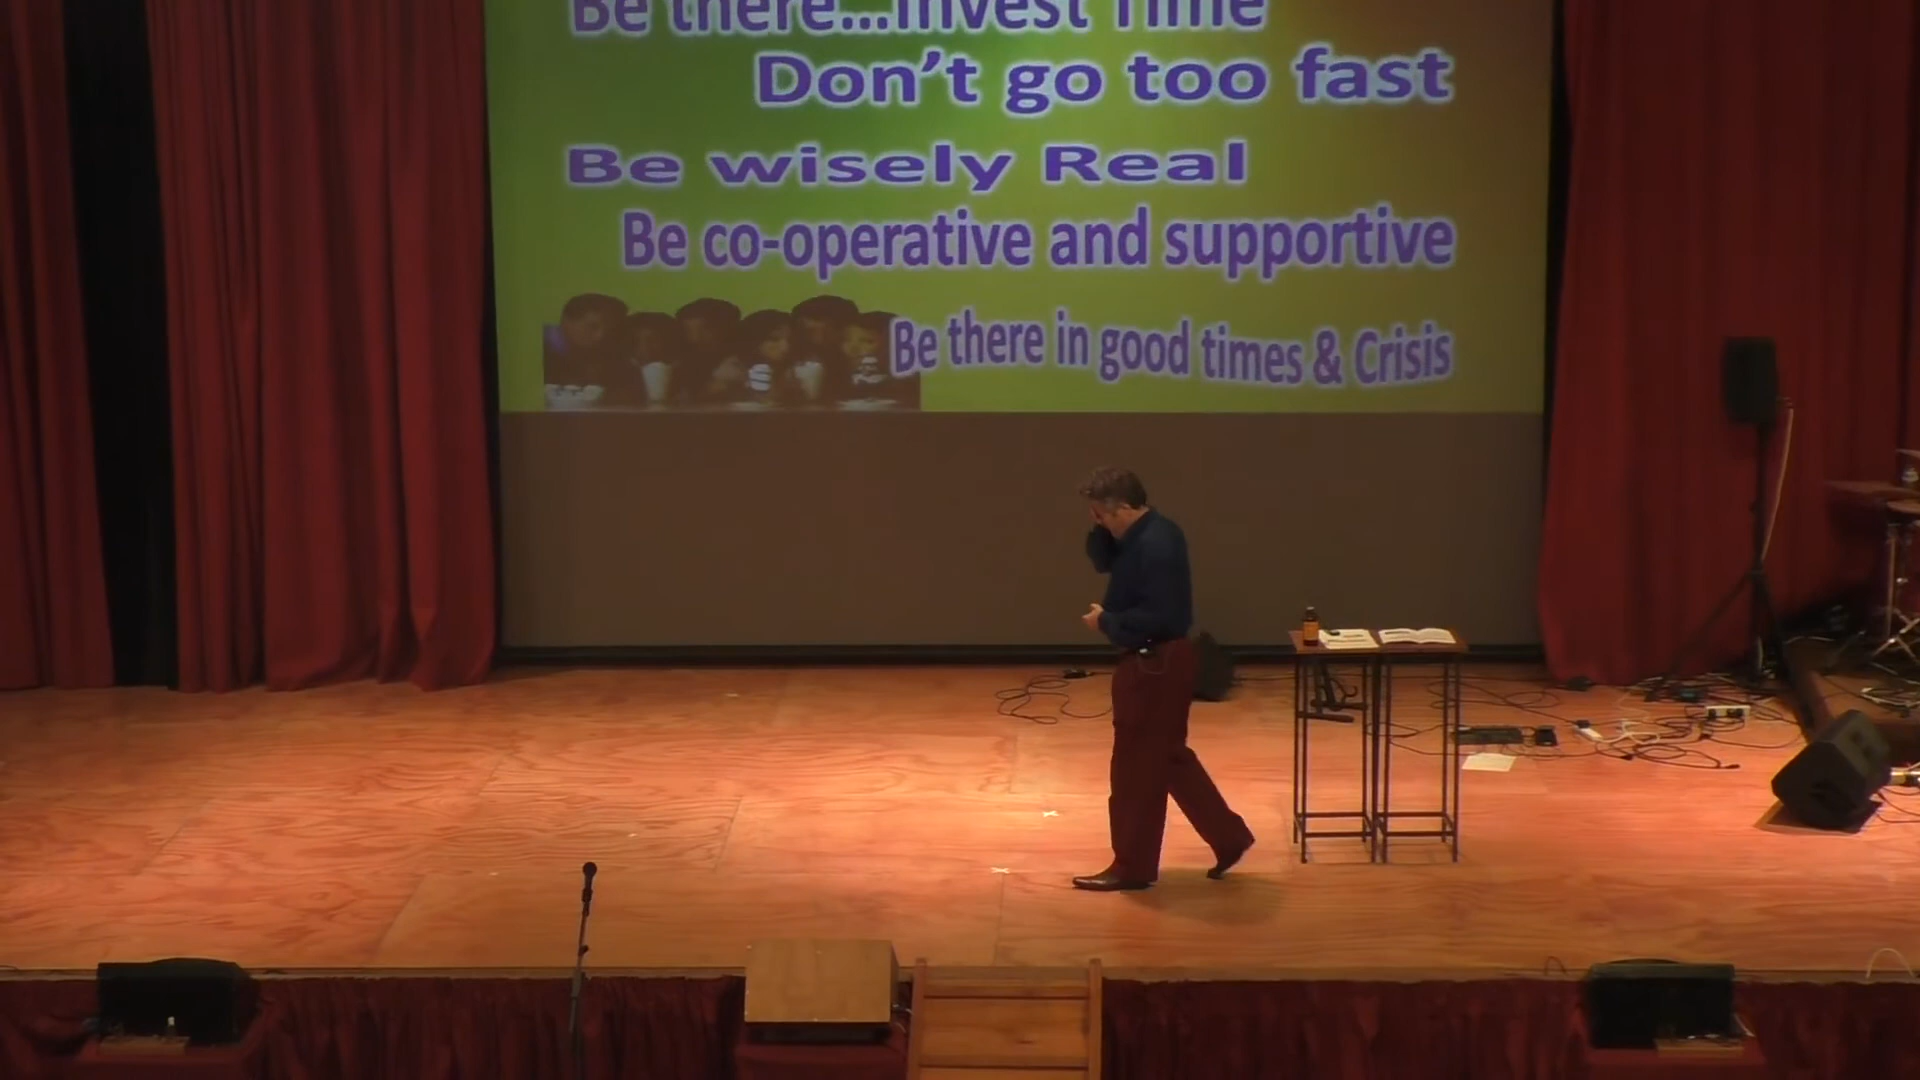 Be there...Invest Time
Don't go too fast
Be wisely Real
Be co-operative and supportive
Be there in good times & Crisis